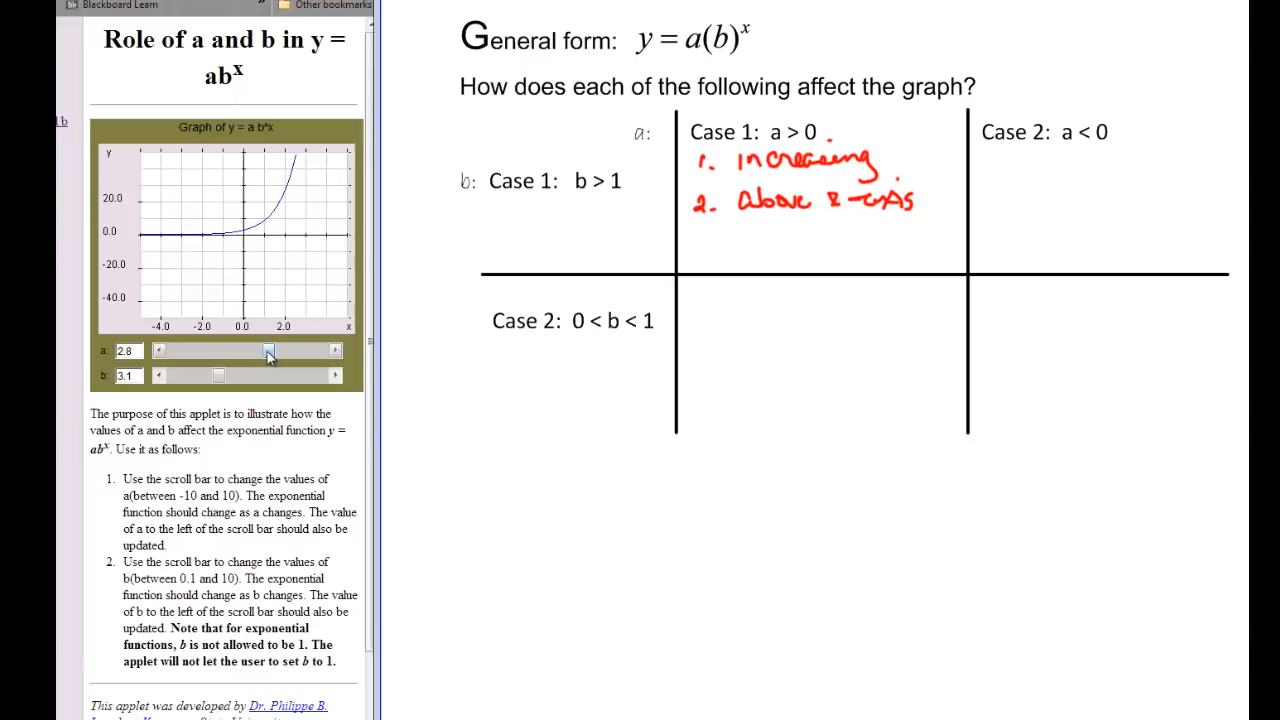 Blackboard Learn
Other bookmarks
1b
Role of a and b in y =
abˣ
Graph of y = a b^x
y
20.0
0.0
-20.0
-40.0
-4.0 -2.0 0.0 2.0 x
a: 2.8
b: 3.1
The purpose of this applet is to illustrate how the
values of a and b affect the exponential function y =
abˣ. Use it as follows:
1. Use the scroll bar to change the values of
a(between -10 and 10). The exponential
function should change as a changes. The value
of a to the left of the scroll bar should also be
updated.
2. Use the scroll bar to change the values of
b(between 0.1 and 10). The exponential
function should change as b changes. The value
of b to the left of the scroll bar should also be
updated. Note that for exponential
functions, b is not allowed to be 1. The
applet will not let the user to set b to 1.
This applet was developed by Dr. Philippe B.
General form: y = a(b)ˣ
How does each of the following affect the graph?
a: Case 1: a > 0 Case 2: a < 0
1. increasing
b: Case 1: b > 1
2. above x-axis
Case 2: 0 < b < 1